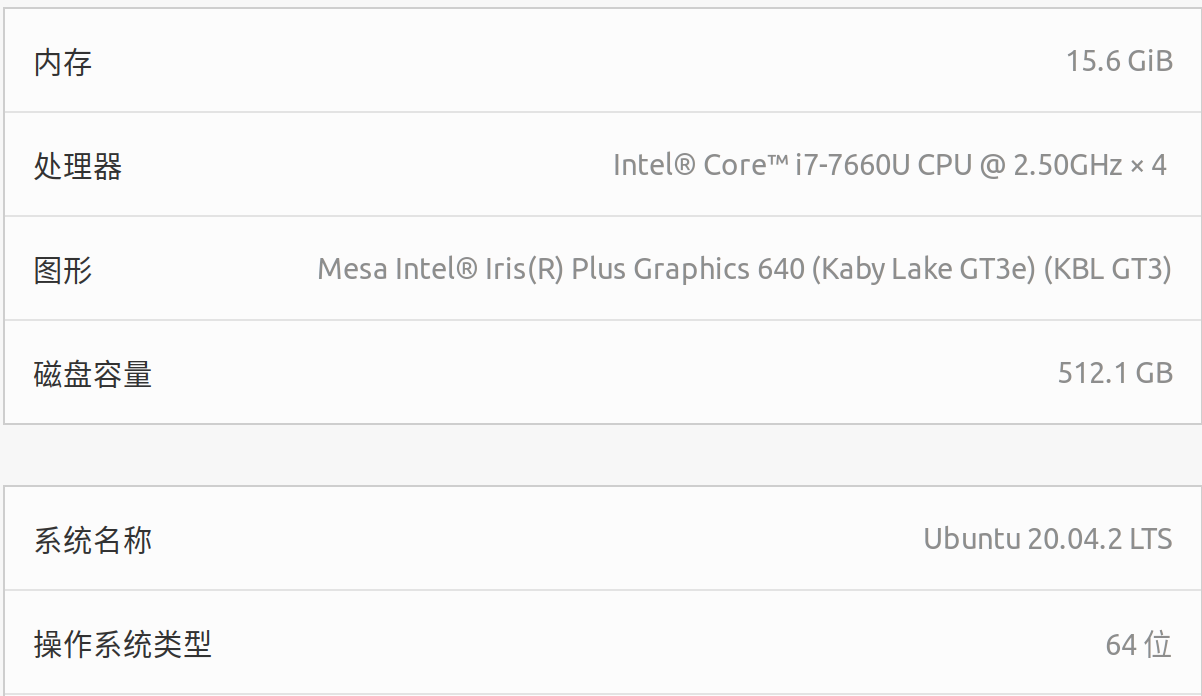 内存 15.6 GiB
处理器 Intel® Core™ i7-7660U CPU @ 2.50GHz × 4
图形 Mesa Intel® Iris(R) Plus Graphics 640 (Kaby Lake GT3e) (KBL GT3)
磁盘容量 512.1 GB
系统名称 Ubuntu 20.04.2 LTS
操作系统类型 64 位